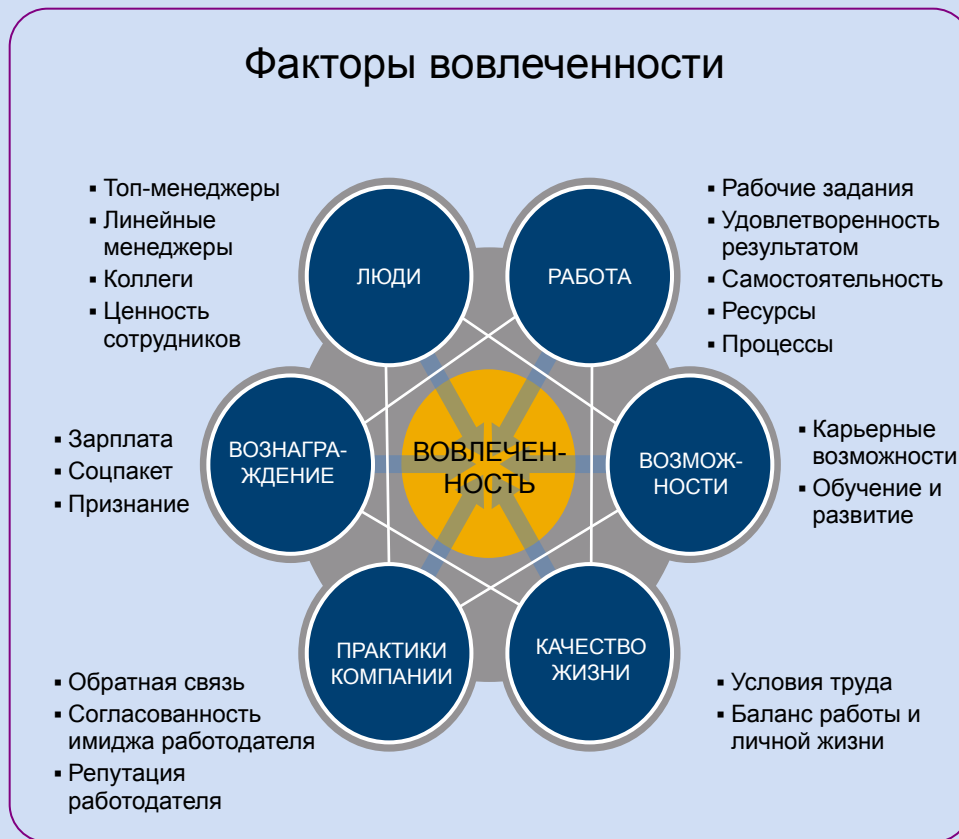 Факторы вовлеченности
▪ Топ-менеджеры
▪ Линейные
менеджеры
▪ Коллеги
▪ Ценность
сотрудников
ЛЮДИ
РАБОТА
▪ Рабочие задания
▪ Удовлетворенность
результатом
▪ Самостоятельность
▪ Ресурсы
▪ Процессы
▪ Зарплата
▪ Соцпакет
▪ Признание
ВОЗНАГРА-
ЖДЕНИЕ
ВОВЛЕЧЕН-
НОСТЬ
ВОЗМОЖ-
НОСТИ
▪ Карьерные
возможности
▪ Обучение и
развитие
▪ Обратная связь
▪ Согласованность
имиджа работодателя
▪ Репутация
работодателя
ПРАКТИКИ
КОМПАНИИ
КАЧЕСТВО
ЖИЗНИ
▪ Условия труда
▪ Баланс работы и
личной жизни